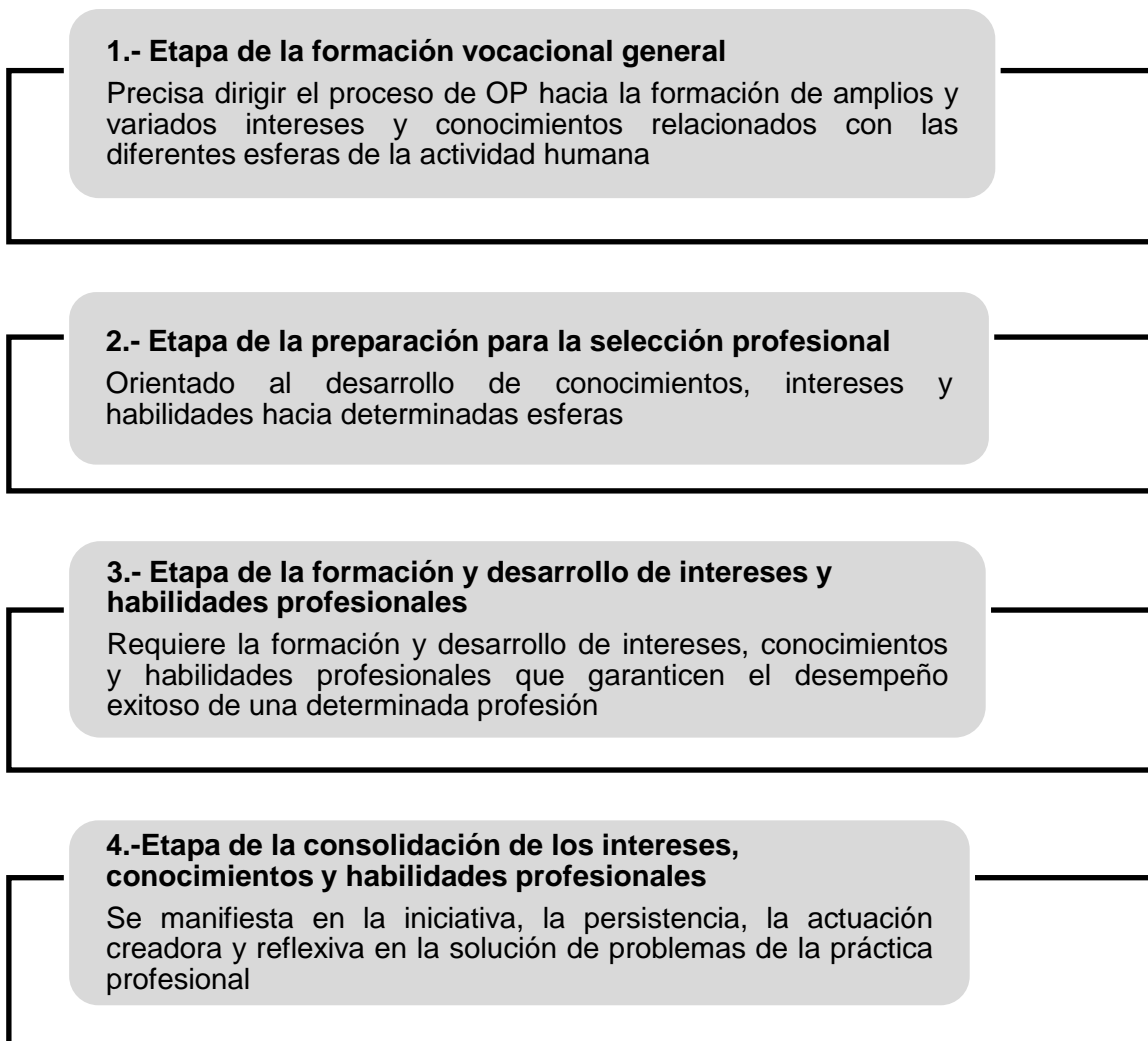 1.- Etapa de la formación vocacional general
Precisa dirigir el proceso de OP hacia la formación de amplios y
variados intereses y conocimientos relacionados con las
diferentes esferas de la actividad humana
2.- Etapa de la preparación para la selección profesional
Orientado al desarrollo de conocimientos, intereses y
habilidades hacia determinadas esferas
3.- Etapa de la formación y desarrollo de intereses y
habilidades profesionales
Requiere la formación y desarrollo de intereses, conocimientos
y habilidades profesionales que garanticen el desempeño
exitoso de una determinada profesión
4.-Etapa de la consolidación de los intereses,
conocimientos y habilidades profesionales
Se manifiesta en la iniciativa, la persistencia, la actuación
creadora y reflexiva en la solución de problemas de la práctica
profesional